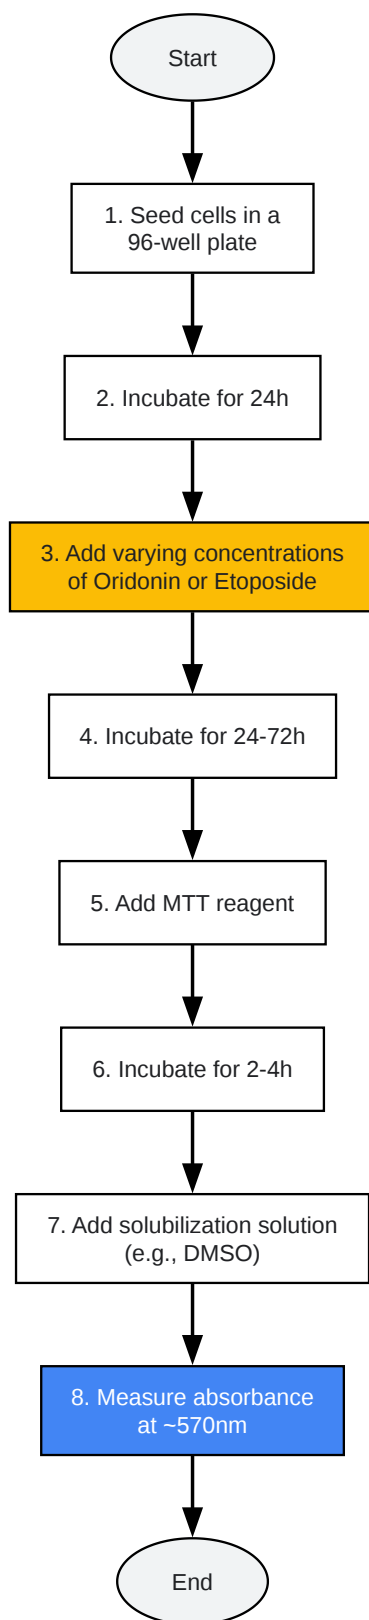 Start
1. Seed cells in a
96-well plate
2. Incubate for 24h
3. Add varying concentrations
of Oridonin or Etoposide
4. Incubate for 24-72h
5. Add MTT reagent
6. Incubate for 2-4h
7. Add solubilization solution
(e.g., DMSO)
8. Measure absorbance
at ~570nm
End